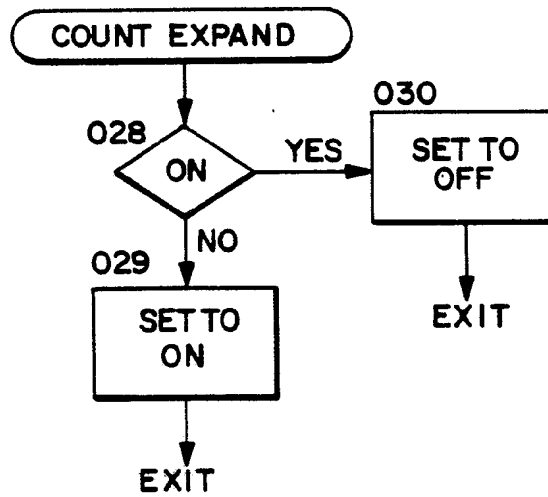 COUNT EXPAND
028
ON
YES
030
SET TO
OFF
EXIT
NO
029
SET TO
ON
EXIT